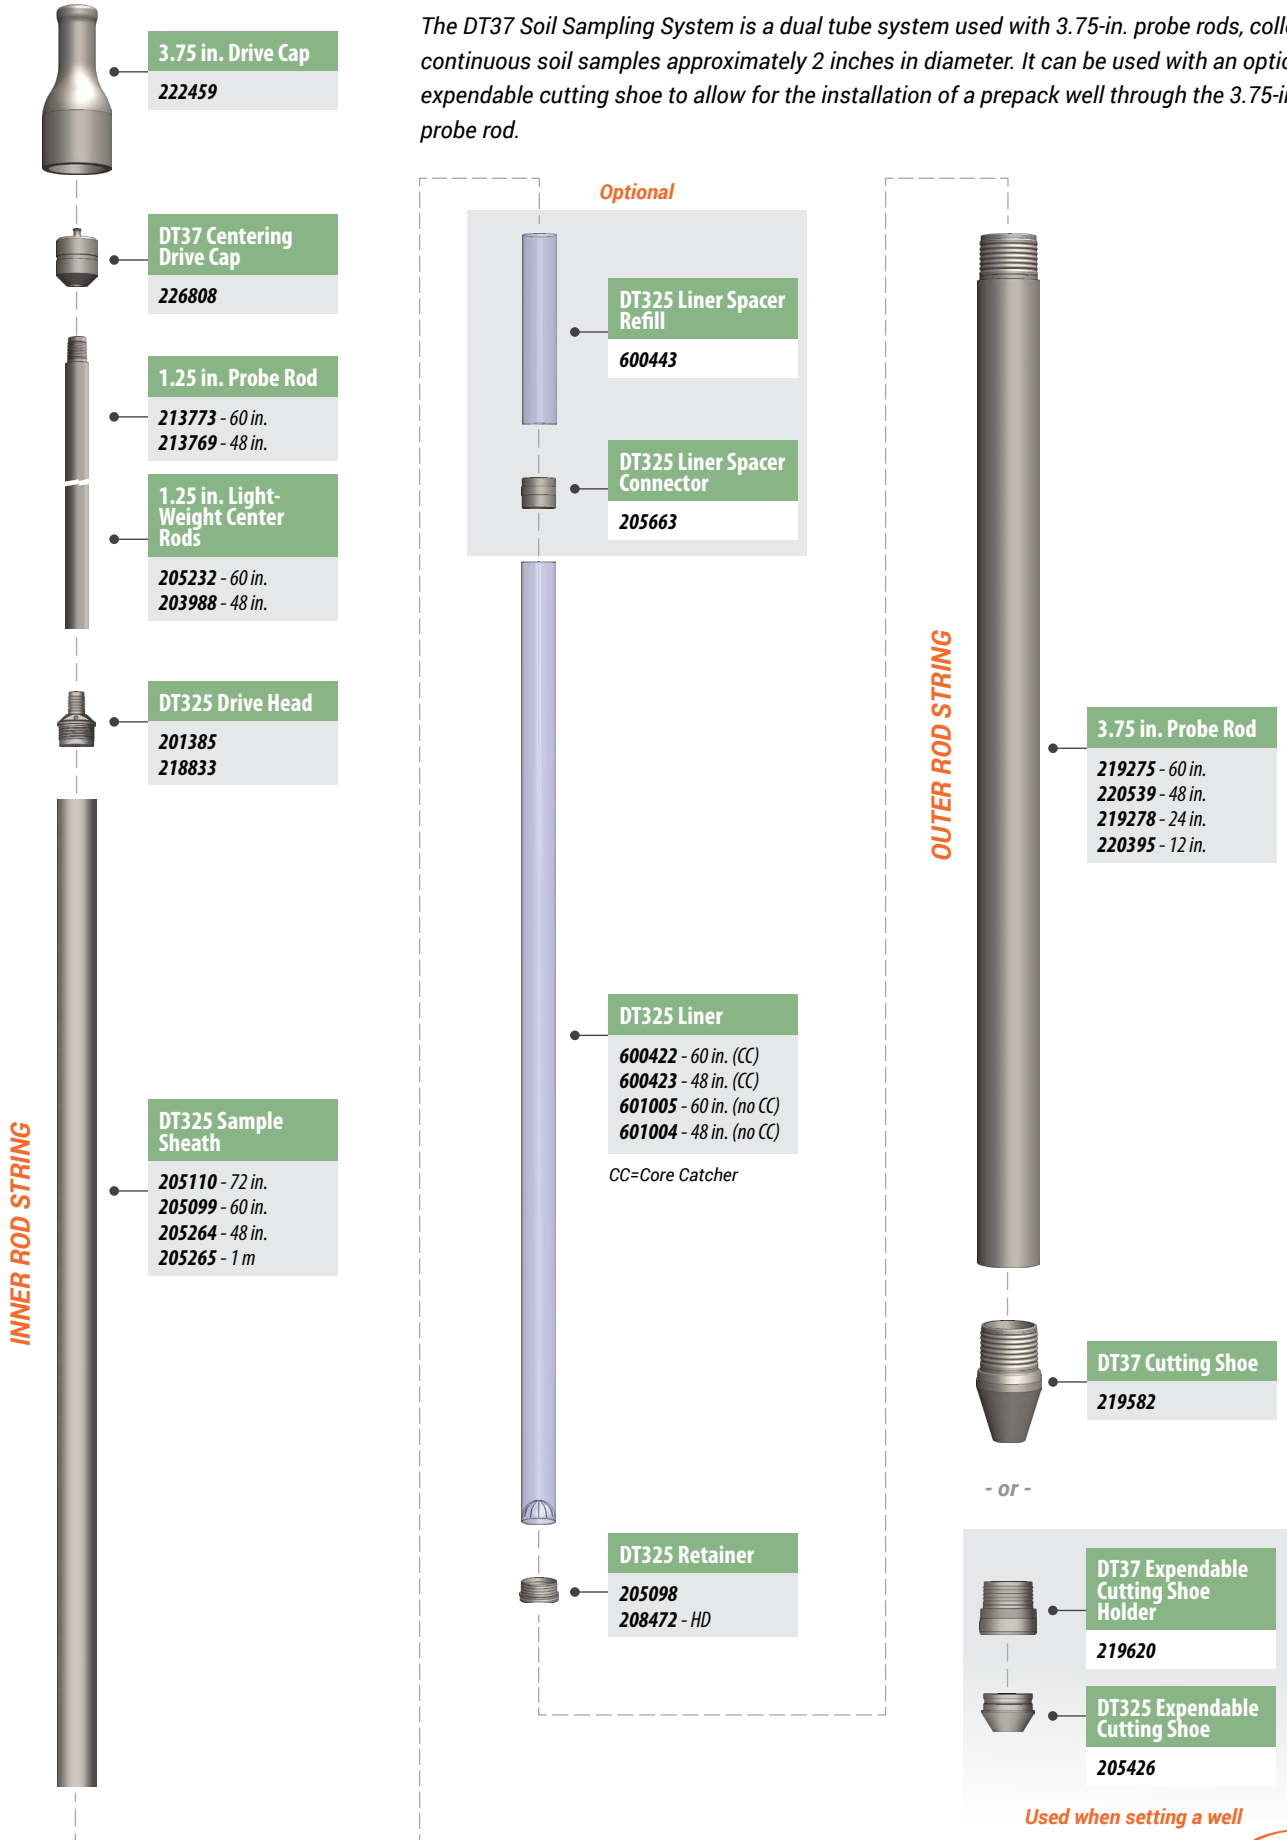 The DT37 Soil Sampling System is a dual tube system used with 3.75-in. probe rods,
continuous soil samples approximately 2 inches in diameter. It can be used with an
expendable cutting shoe to allow for the installation of a prepack well through the
probe rod.
3.75 in. Drive Cap
222459
DT37 Centering
Drive Cap
226808
1.25 in. Probe Rod
213773 - 60 in.
213769 - 48 in.
1.25 in. Light-
Weight Center
Rods
205232 - 60 in.
203988 - 48 in.
DT325 Drive Head
201385
218833
INNER ROD STRING
DT325 Sample
Sheath
205110 - 72 in.
205099 - 60 in.
205264 - 48 in.
205265 - 1 m
Optional
DT325 Liner Spacer
Refill
600443
DT325 Liner Spacer
Connector
205663
DT325 Liner
600422 - 60 in. (CC)
600423 - 48 in. (CC)
601005 - 60 in. (no CC)
601004 - 48 in. (no CC)
CC=Core Catcher
DT325 Retainer
205098
208472 - HD
OUTER ROD STRING
3.75 in. Probe Rod
219275 - 60 in.
220539 - 48 in.
219278 - 24 in.
220395 - 12 in.
DT37 Cutting Shoe
219582
- or -
DT37 Expendable
Cutting Shoe
Holder
219620
DT325 Expendable
Cutting Shoe
205426
Used when setting a well